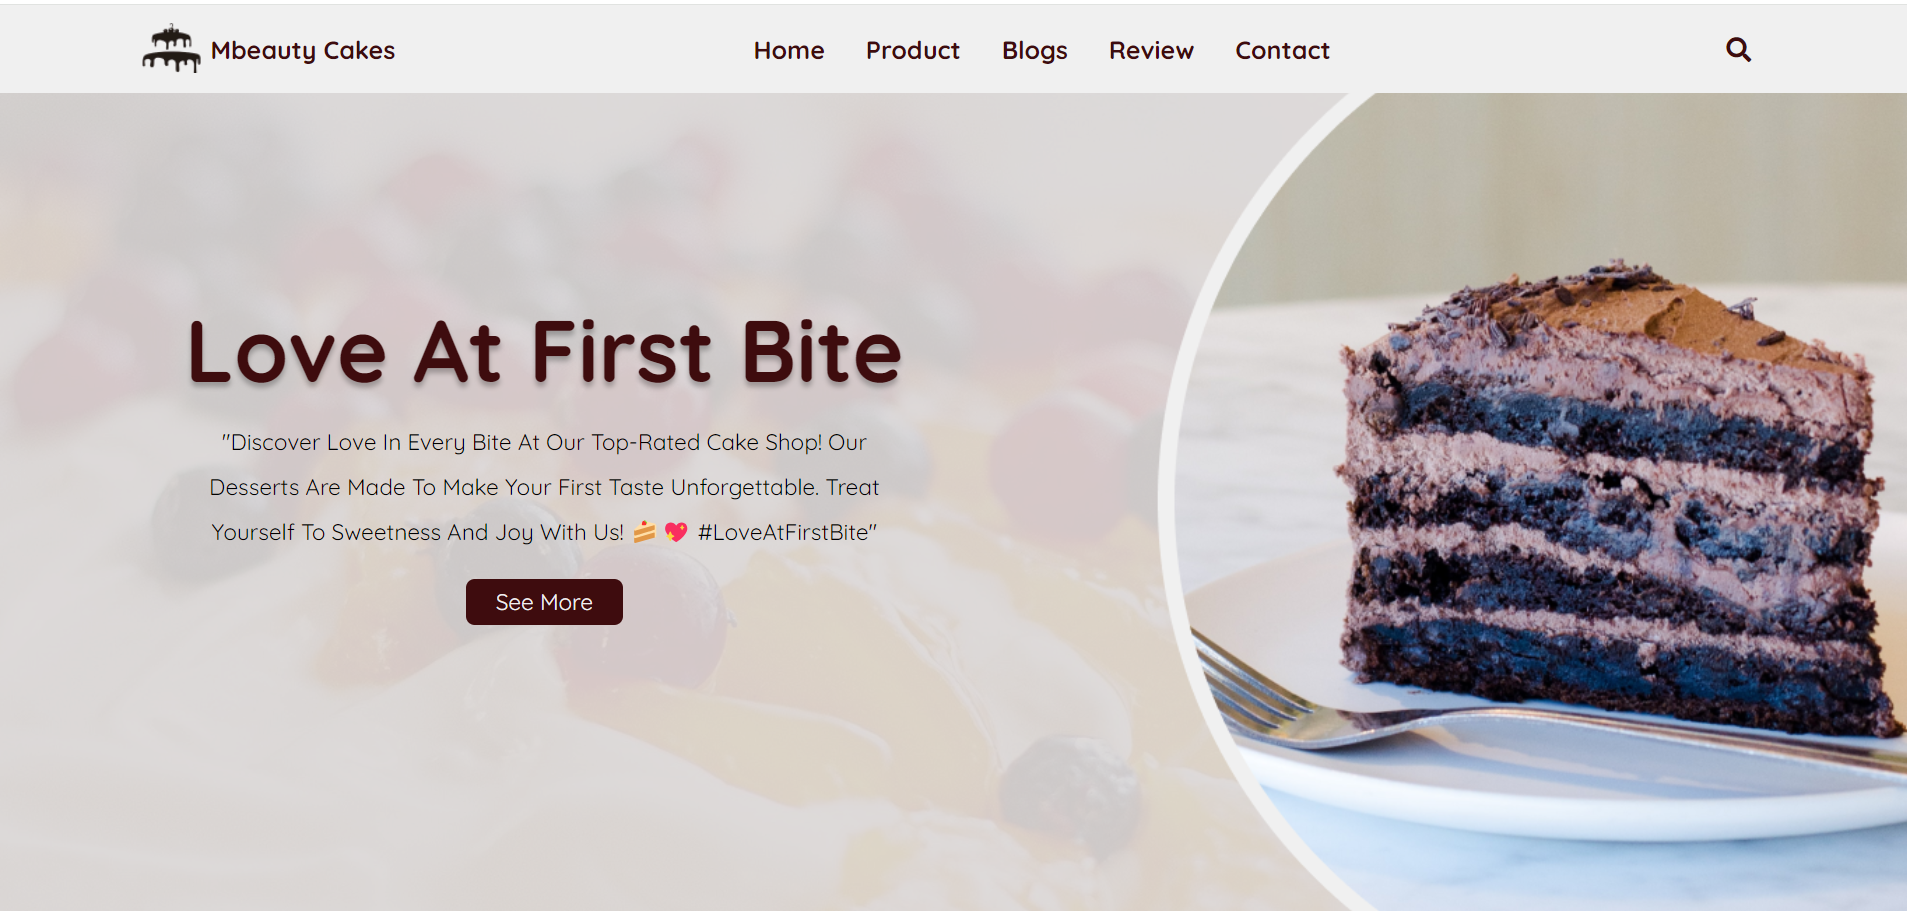 Mbeauty Cakes
Home Product Blogs Review Contact
Love At First Bite
"Discover Love In Every Bite At Our Top-Rated Cake Shop! Our
Desserts Are Made To Make Your First Taste Unforgettable. Treat
Yourself To Sweetness And Joy With Us! 🍰 💖 #LoveAtFirstBite"
See More